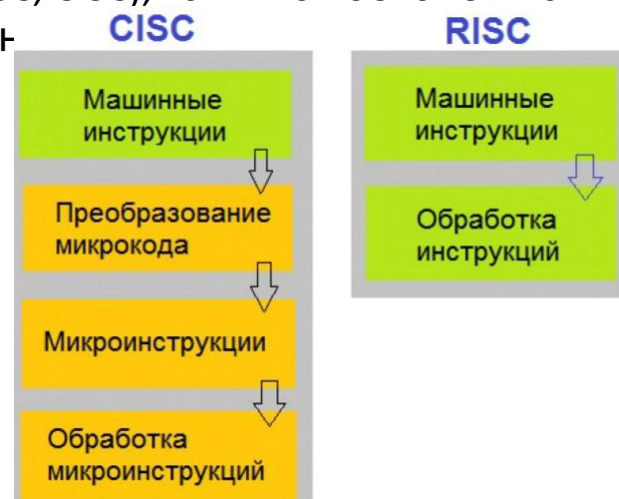 CISC
Машинные
инструкции
Преобразование
микрокода
Микроинструкции
Обработка
микроинструкций
RISC
Машинные
инструкции
Обработка
инструкций